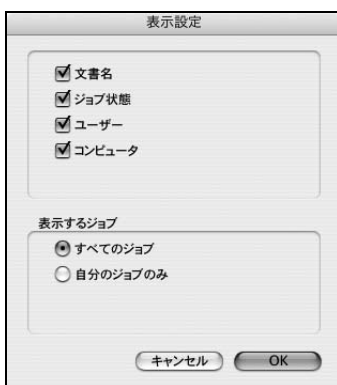 表示設定
文書名
ジョブ状態
ユーザー
コンピュータ
表示するジョブ
すべてのジョブ
自分のジョブのみ
キャンセル OK